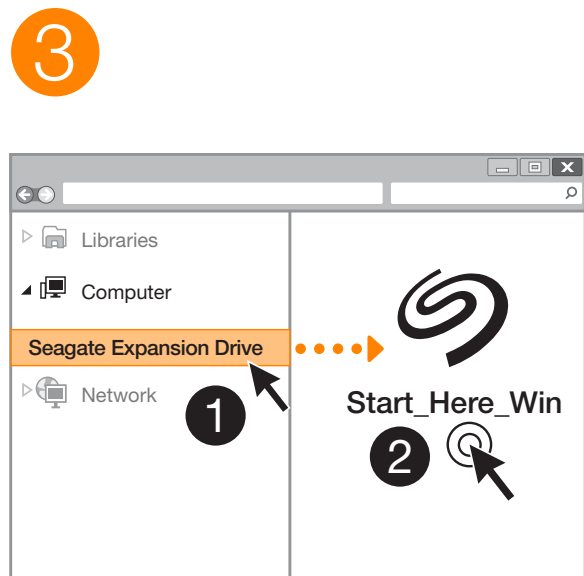 3
Libraries
Computer
Seagate Expansion Drive
Network
1
Start_Here_Win
2